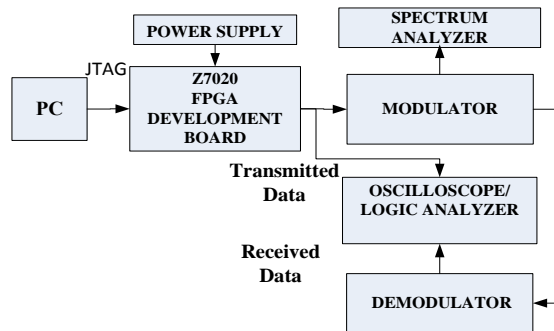 POWER SUPPLY
SPECTRUM
ANALYZER
JTAG
PC
Z7020
FPGA
DEVELOPMENT
BOARD
MODULATOR
Transmitted
Data
OSCILLOSCOPE/
LOGIC ANALYZER
Received
Data
DEMODULATOR